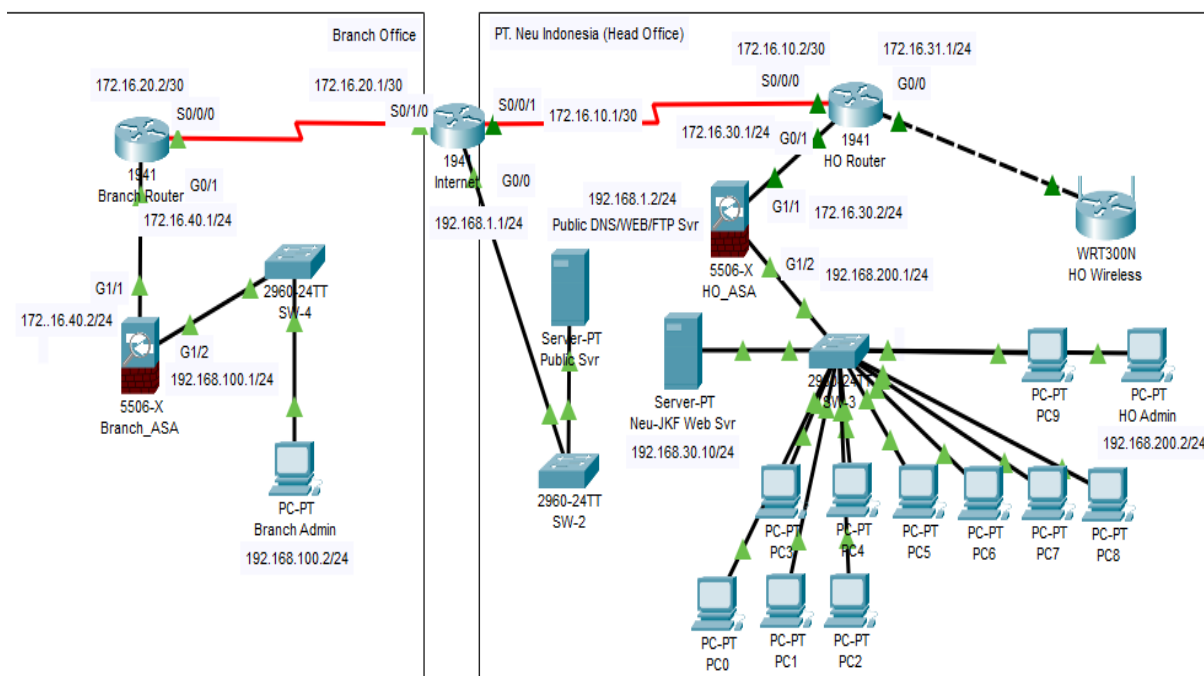 Branch Office
PT. Neu Indonesia (Head Office)
172.16.10.2/30
172.16.31.1/24
172.16.20.2/30
172.16.20.1/30
S0/0/0
G0/0
S0/0/0
S0/1/0
S0/0/1
172.16.10.1/30
172.16.30.1/24
G0/1
1941
HO Router
1941
Branch Router
1941
Internet
G0/1
G0/0
192.168.1.2/24
Public DNS/WEB/FTP Svr
172.16.40.1/24
192.168.1.1/24
G1/1
172.16.30.2/24
WRT300N
HO Wireless
5506-X
HO_ASA
G1/2
192.168.200.1/24
G1/1
2960-24TT
SW-4
172..16.40.2/24
G1/2
192.168.100.1/24
Server-PT
Public Svr
5506-X
Branch_ASA
2960-24TT
SW-3
Server-PT
Neu-JKF Web Svr
PC-PT
PC9
PC-PT
HO Admin
192.168.30.10/24
192.168.200.2/24
2960-24TT
SW-2
PC-PT
Branch Admin
192.168.100.2/24
PC-PT
PC3
PC-PT
PC4
PC-PT
PC5
PC-PT
PC6
PC-PT
PC7
PC-PT
PC8
PC-PT
PC0
PC-PT
PC1
PC-PT
PC2